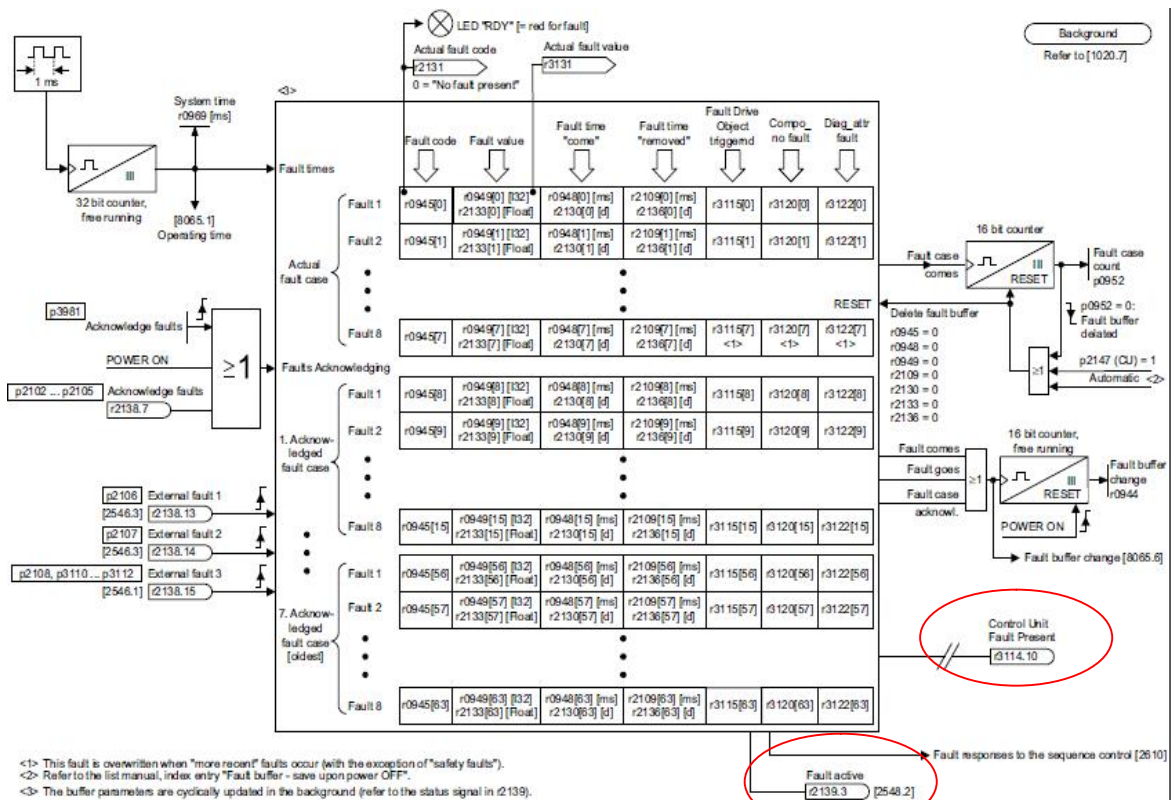 LED "RDY" [= red for fault]
Background
Refer to [1020.7]
Actual fault code
r2131
0 = "No fault present"
Actual fault value
r3131
1 ms
<3>
System time
r0969 [ms]
32 bit counter,
free running
[8065.1]
Operating time
Fault times
Fault code
Fault value
Fault time
"come"
Fault time
"removed"
Fault Drive
Object
triggernd
Compo_
no fault
Diag_attr
fault
Actual
fault case
Fault 1
r0945[0]
r0949[0] [I32]
r2133[0] [Float]
r0948[0] [ms]
r2130[0] [d]
r2109[0] [ms]
r2136[0] [d]
r3115[0]
r3120[0]
r3122[0]
Fault 2
r0945[1]
r0949[1] [I32]
r2133[1] [Float]
r0948[1] [ms]
r2130[1] [d]
r2109[1] [ms]
r2136[1] [d]
r3115[1]
r3120[1]
r3122[1]
Fault 8
r0945[7]
r0949[7] [I32]
r2133[7] [Float]
r0948[7] [ms]
r2130[7] [d]
r2109[7] [ms]
r2136[7] [d]
r3115[7]
<1>
r3120[7]
<1>
r3122[7]
<1>
p3981
Acknowledge faults
POWER ON
p2102 ... p2105
Acknowledge faults
r2138.7
≥1
Faults Acknowledging
1. Acknow-
ledged
fault case
Fault 1
r0945[8]
r0949[8] [I32]
r2133[8] [Float]
r0948[8] [ms]
r2130[8] [d]
r2109[8] [ms]
r2136[8] [d]
r3115[8]
r3120[8]
r3122[8]
Fault 2
r0945[9]
r0949[9] [I32]
r2133[9] [Float]
r0948[9] [ms]
r2130[9] [d]
r2109[9] [ms]
r2136[9] [d]
r3115[9]
r3120[9]
r3122[9]
Fault 8
r0945[15]
r0949[15] [I32]
r2133[15] [Float]
r0948[15] [ms]
r2130[15] [d]
r2109[15] [ms]
r2136[15] [d]
r3115[15]
r3120[15]
r3122[15]
p2106
External fault 1
[2546.3]
r2138.13
p2107
External fault 2
[2546.3]
r2138.14
p2108, p3110 ... p3112
External fault 3
[2546.1]
r2138.15
7. Acknow-
ledged
fault case
[oldest]
Fault 1
r0945[56]
r0949[56] [I32]
r2133[56] [Float]
r0948[56] [ms]
r2130[56] [d]
r2109[56] [ms]
r2136[56] [d]
r3115[56]
r3120[56]
r3122[56]
Fault 2
r0945[57]
r0949[57] [I32]
r2133[57] [Float]
r0948[57] [ms]
r2130[57] [d]
r2109[57] [ms]
r2136[57] [d]
r3115[57]
r3120[57]
r3122[57]
Fault 8
r0945[63]
r0949[63] [I32]
r2133[63] [Float]
r0948[63] [ms]
r2130[63] [d]
r2109[63] [ms]
r2136[63] [d]
r3115[63]
r3120[63]
r3122[63]
16 bit counter
Fault case
comes
RESET
Fault case
count
p0952
RESET
Delete fault buffer
r0945 = 0
r0948 = 0
r0949 = 0
r2109 = 0
r2130 = 0
r2133 = 0
r2136 = 0
p0952 = 0:
Fault buffer
delated
≥1
p2147 (CU) = 1
Automatic <2>
16 bit counter,
free running
Fault comes
Fault goes
Fault case
acknowl.
≥1
RESET
POWER ON
Fault buffer
change
r0944
Fault buffer change [8065.6]
Control Unit
Fault Present
r3114.10
Fault responses to the sequence control [2610]
Fault active
r2139.3
[2548.2]
<1> This fault is overwritten when "more recent" faults occur (with the exception of "safety faults").
<2> Refer to the list manual, index entry "Fault buffer - save upon power OFF".
<3> The buffer parameters are cyclically updated in the background (refer to the status signal in r2139).